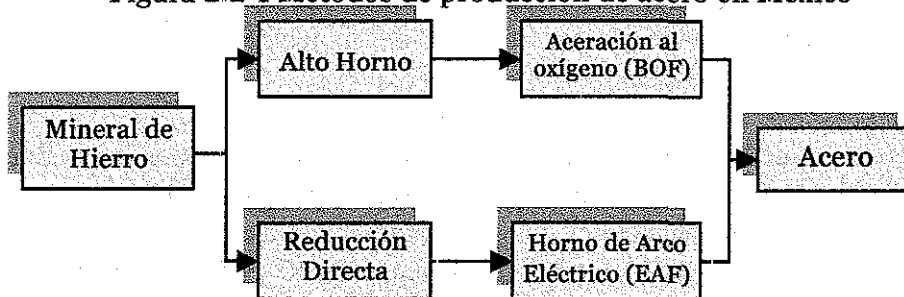 de producción de acero en México
Alto Horno
Aceración al
oxígeno (BOF)
Mineral de
Hierro
Acero
Reducción
Directa
Horno de Arco
Eléctrico (EAF)